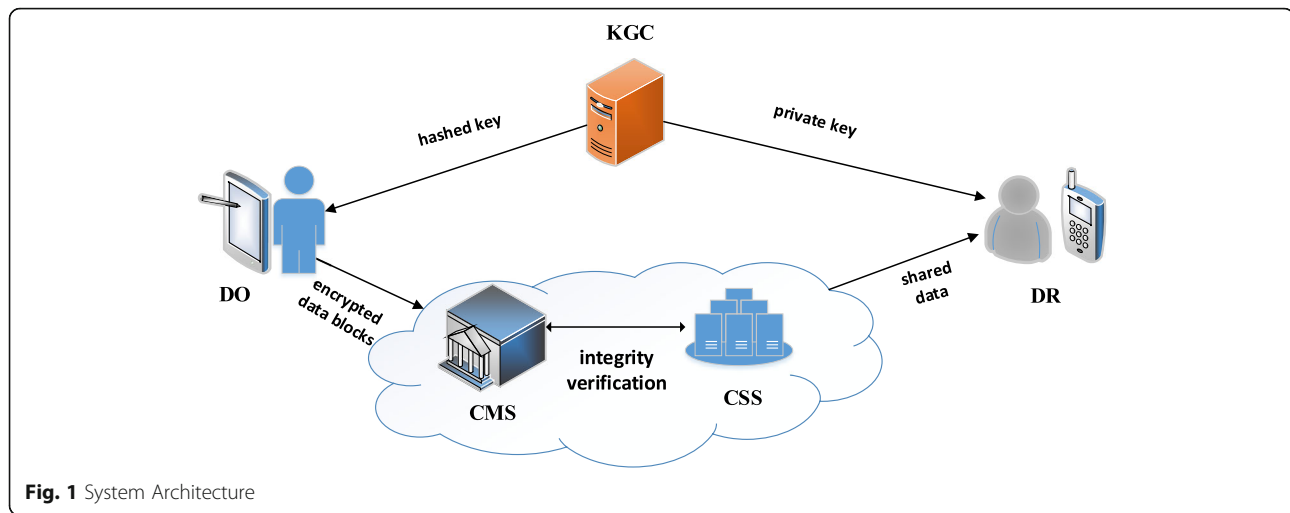 KGC
hashed key
private key
DO
encrypted
data blocks
CMS
integrity
verification
CSS
shared
data
DR
Fig. 1 System Architecture